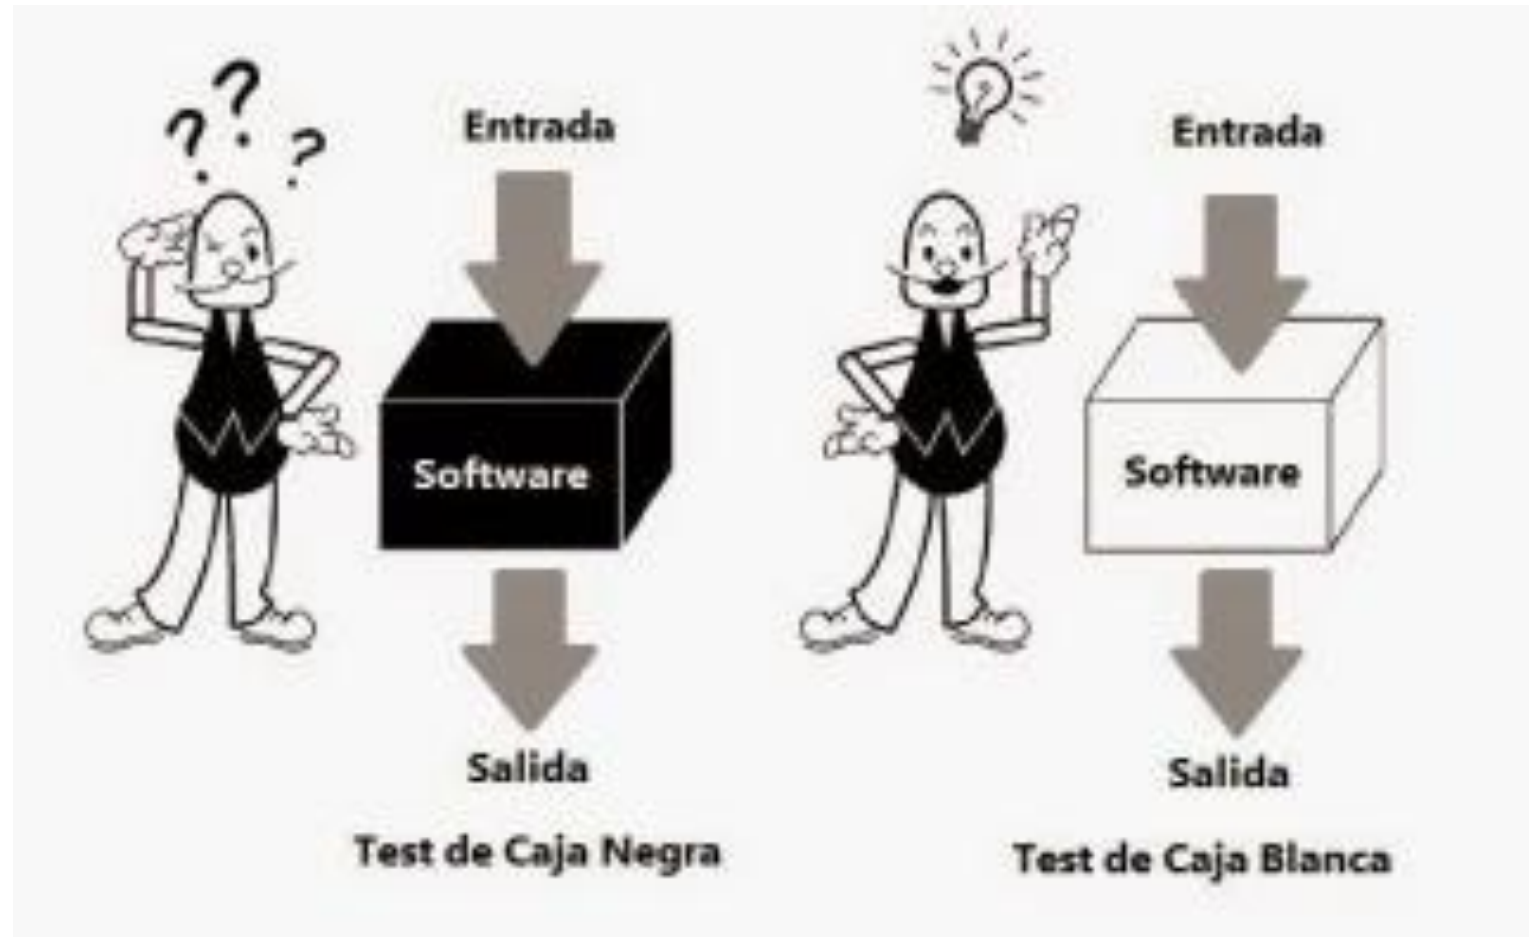 ? ? ?
Entrada
Software
Salida
Test de Caja Negra
Entrada
Software
Salida
Test de Caja Blanca